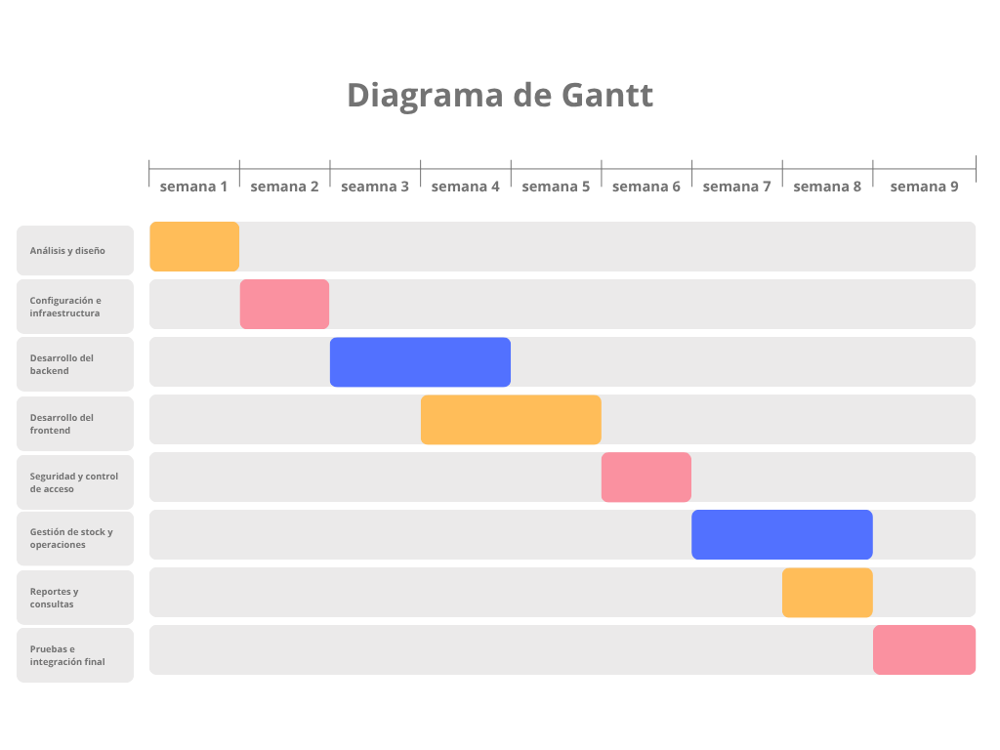 Diagrama de Gantt
semana 1 semana 2 seamna 3 semana 4 semana 5 semana 6 semana 7 semana 8 semana 9
Análisis y diseño
Configuración e
infraestructura
Desarrollo del
backend
Desarrollo del
frontend
Seguridad y control
de acceso
Gestión de stock y
operaciones
Reportes y
consultas
Pruebas e
integración final